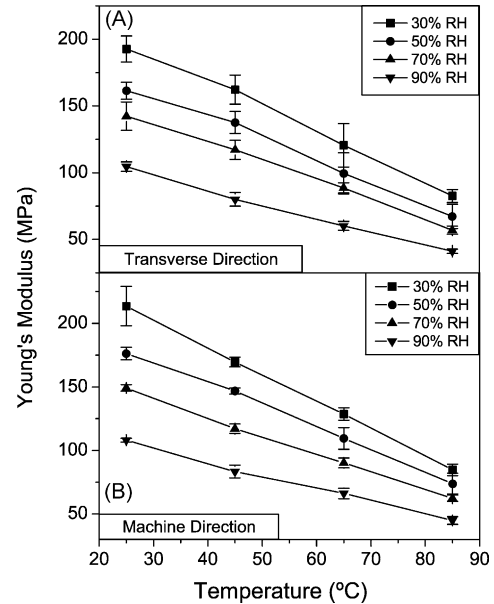 (A)
30% RH
50% RH
70% RH
90% RH
200
150
100
50
Transverse Direction
Young's Modulus (MPa)
30% RH
50% RH
70% RH
90% RH
200
150
100
50
(B)
Machine Direction
20 30 40 50 60 70 80 90
Temperature (ºC)